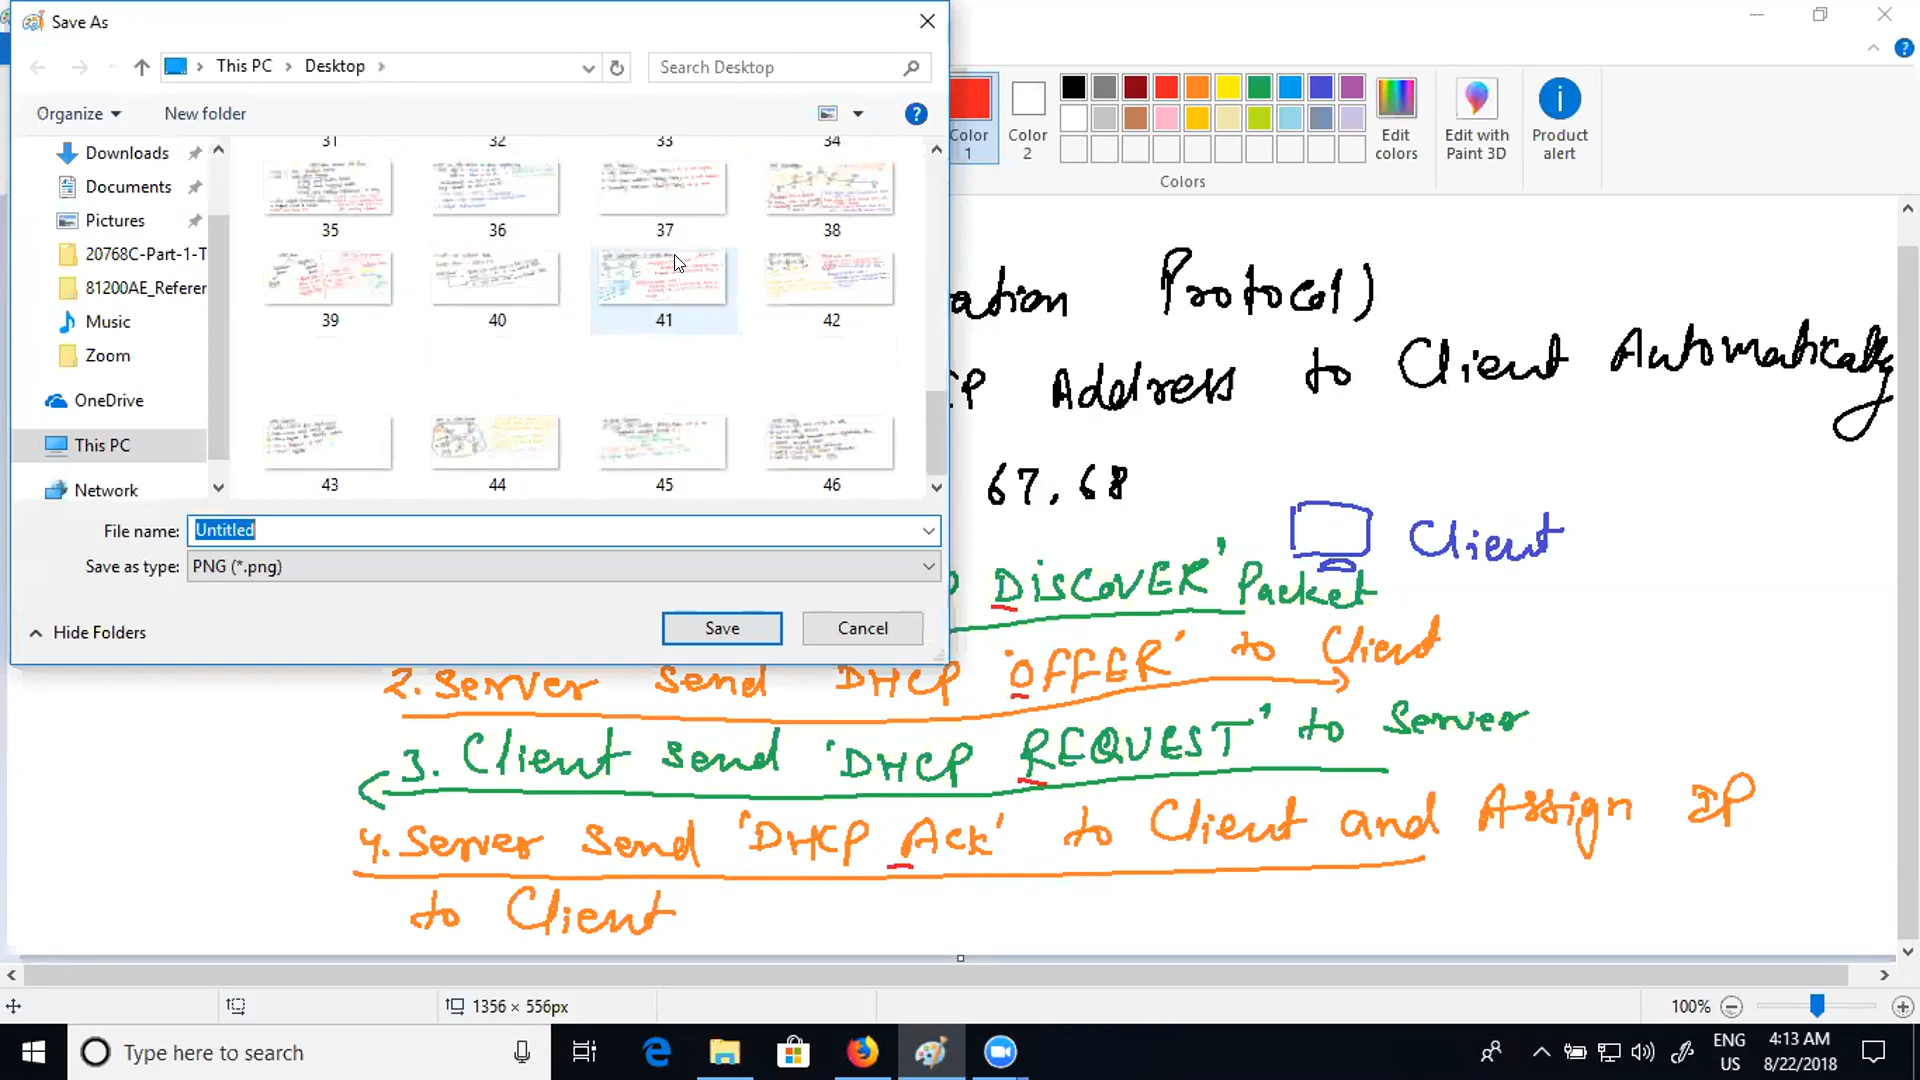 Save As
This PC > Desktop >
Search Desktop
Organize
New folder
31 32 33 34
Downloads
Documents
Pictures
20768C-Part-1-T
81200AE_Referer
Music
Zoom
OneDrive
This PC
Network
35 36 37 38
39 40 41 42
43 44 45 46
File name: Untitled
Save as type: PNG (*.png)
Hide Folders
Save
Cancel
Color 1
Color 2
Edit colors
Edit with Paint 3D
Product alert
Colors
ation Protocol)
IP Address to Client Automatically
67, 68
Client
DISCOVER' Packet
2. Server Send DHCP 'OFFER' to Client
3. Client Send 'DHCP REQUEST' to Server
4. Server Send 'DHCP Ack' to Client and Assign IP
to Client
1356 × 556px
100%
Type here to search
ENG
US
4:13 AM
8/22/2018